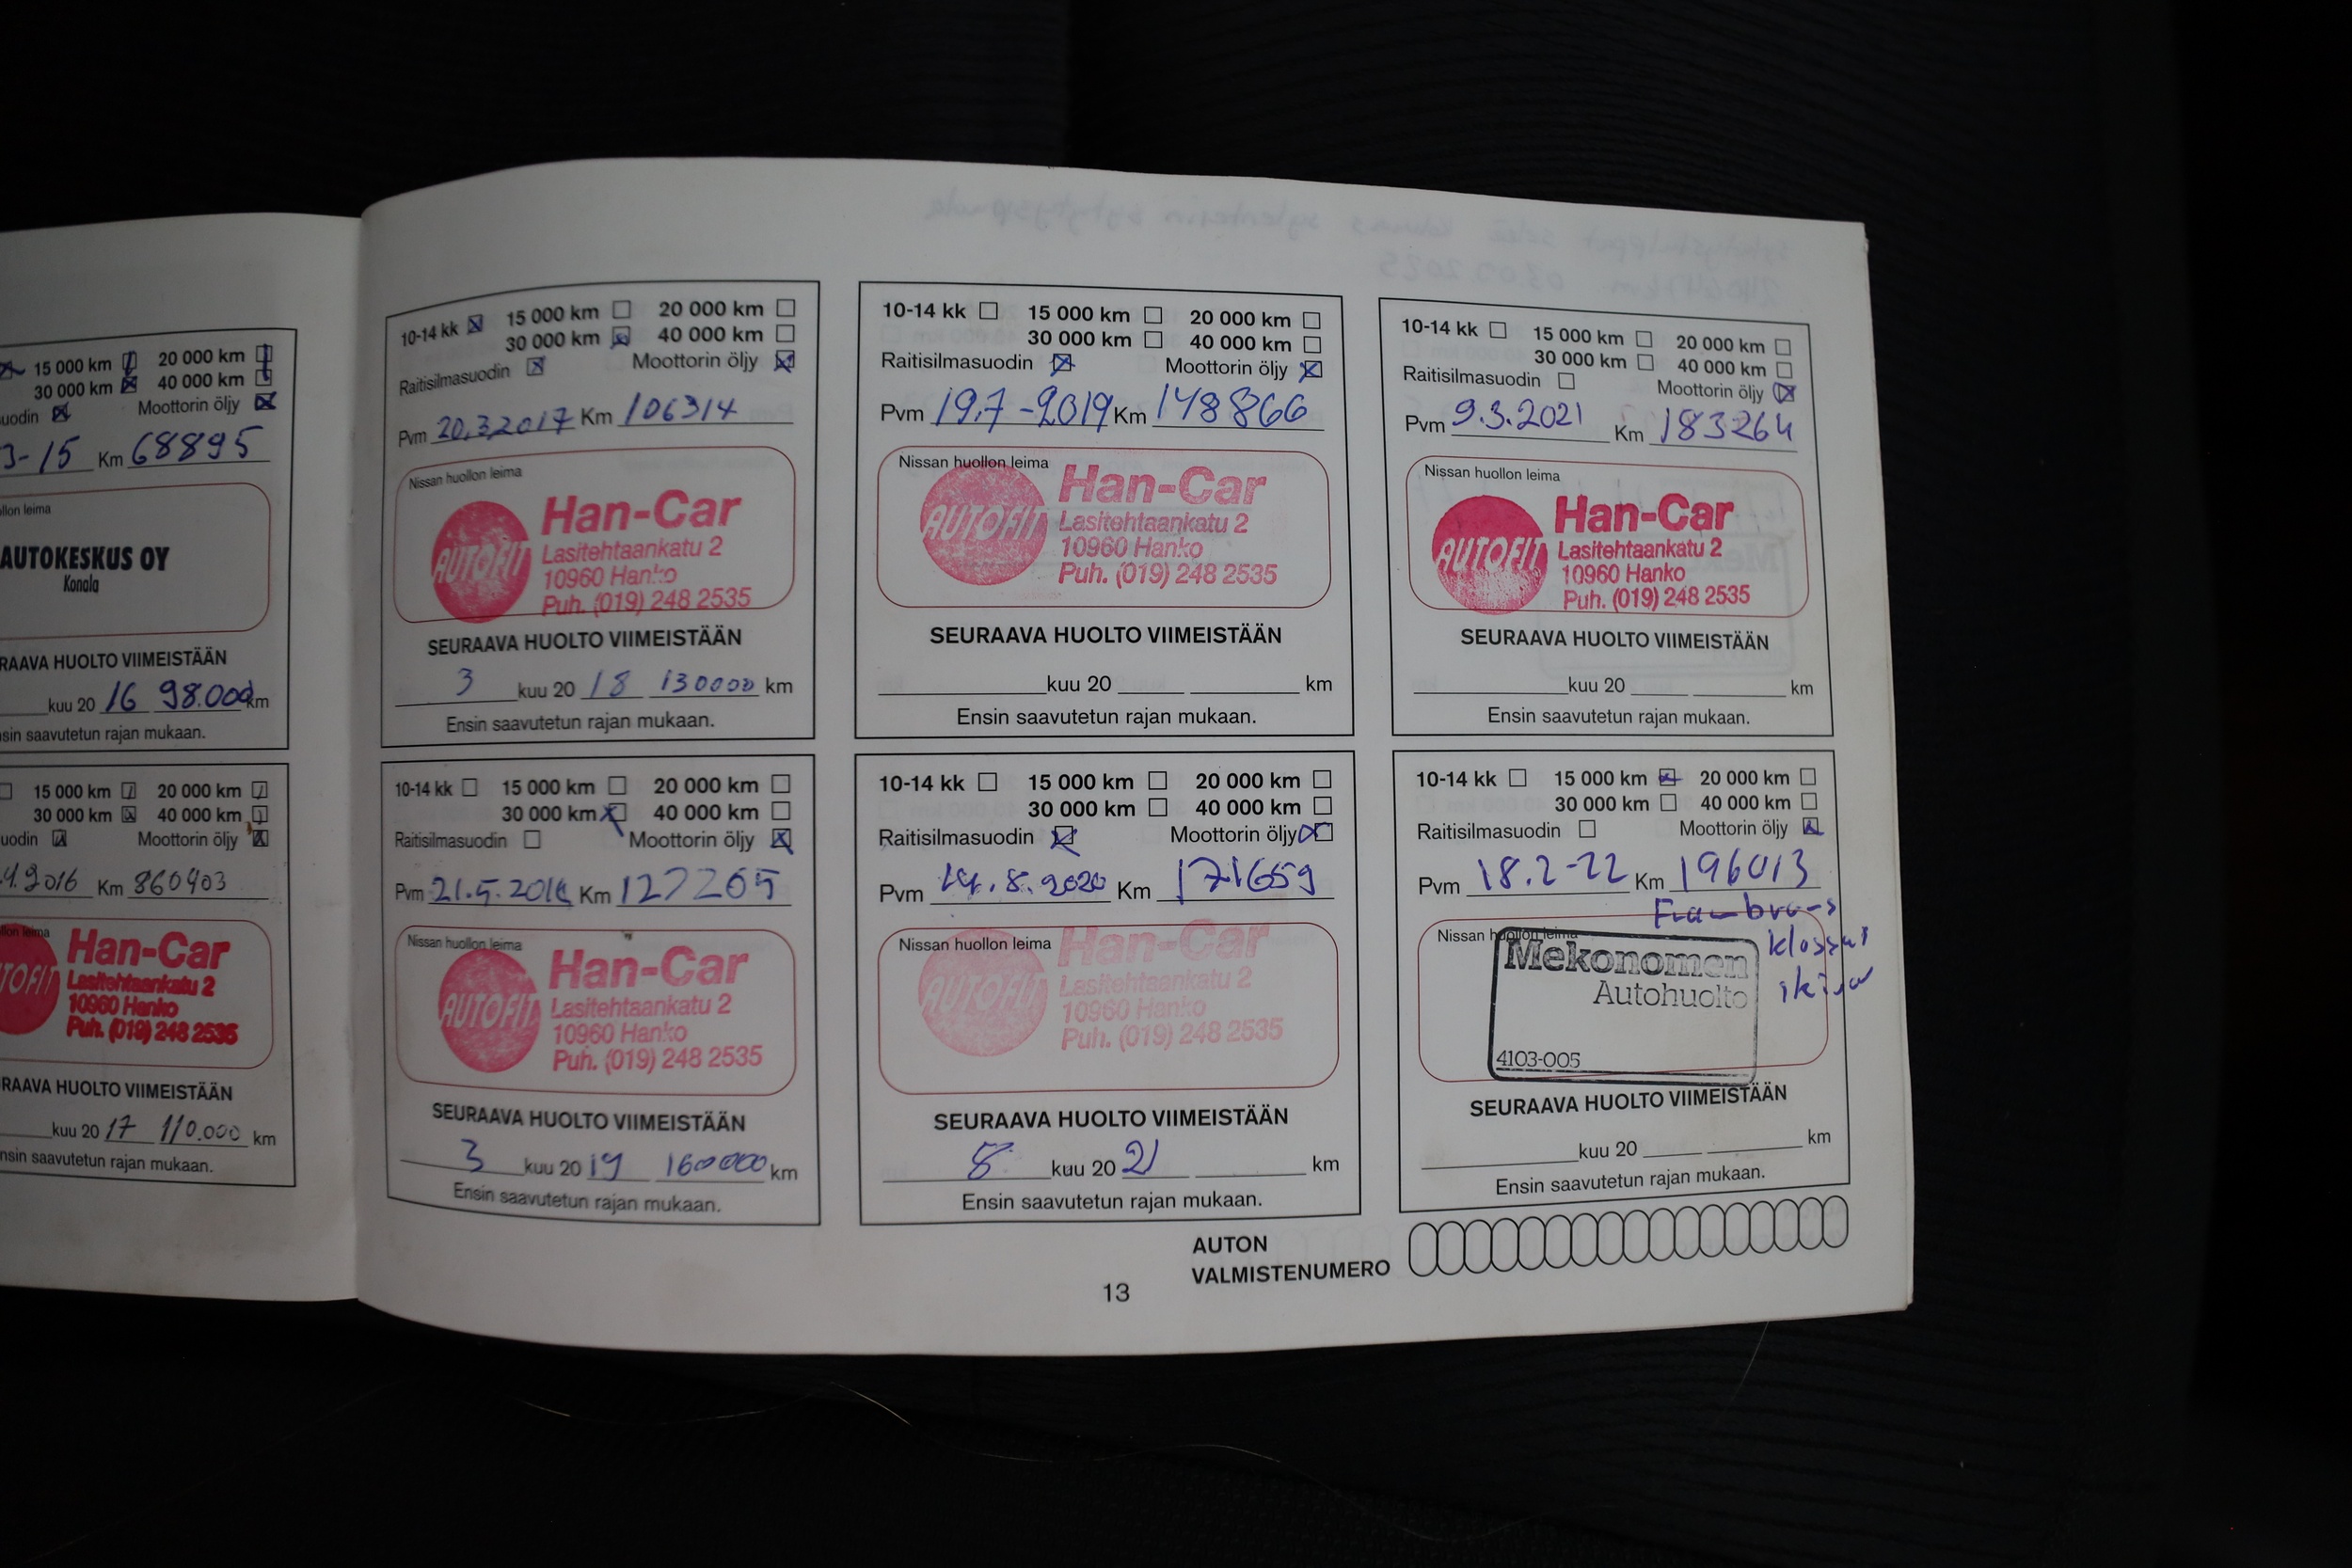 15 000 km 20 000 km
30 000 km 40 000 km
uodin Moottorin öljy
3-15 Km 68895
llon leima
AUTOKESKUS OY
Konala
RAAVA HUOLTO VIIMEISTÄÄN
kuu 20 16 98.000 km
nsin saavutetun rajan mukaan.
15 000 km 20 000 km
30 000 km 40 000 km
uodin Moottorin öljy
.4.2016 Km 860403
llon leima
TOFIT
Han-Car
Lasitehtaankatu 2
10960 Hanko
Puh. (019) 248 2535
RAAVA HUOLTO VIIMEISTÄÄN
kuu 20 17 110.000 km
nsin saavutetun rajan mukaan.
10-14 kk 15 000 km 20 000 km
30 000 km 40 000 km
Raitisilmasuodin Moottorin öljy
Pvm 20.3.2017 Km 106314
Nissan huollon leima
AUTOFIT
Han-Car
Lasitehtaankatu 2
10960 Hanko
Puh. (019) 248 2535
SEURAAVA HUOLTO VIIMEISTÄÄN
3 kuu 20 18 130000 km
Ensin saavutetun rajan mukaan.
10-14 kk 15 000 km 20 000 km
30 000 km 40 000 km
Raitisilmasuodin Moottorin öljy
Pvm Km 127265
Nissan huollon leima
AUTOFIT
Han-Car
Lasitehtaankatu 2
10960 Hanko
Puh. (019) 248 2535
SEURAAVA HUOLTO VIIMEISTÄÄN
3 kuu 20 19 160000 km
Ensin saavutetun rajan mukaan.
10-14 kk 15 000 km 20 000 km
30 000 km 40 000 km
Raitisilmasuodin Moottorin öljy
Pvm 19.7-2019 Km 148866
Nissan huollon leima
AUTOFIT
Han-Car
Lasitehtaankatu 2
10960 Hanko
Puh. (019) 248 2535
SEURAAVA HUOLTO VIIMEISTÄÄN
kuu 20 km
Ensin saavutetun rajan mukaan.
10-14 kk 15 000 km 20 000 km
30 000 km 40 000 km
Raitisilmasuodin Moottorin öljy
Pvm 14.8.2020 Km 171659
Nissan huollon leima
AUTOFIT
Han-Car
Lasitehtaankatu 2
10960 Hanko
Puh. (019) 248 2535
SEURAAVA HUOLTO VIIMEISTÄÄN
8 kuu 20 21 km
Ensin saavutetun rajan mukaan.
10-14 kk 15 000 km 20 000 km
30 000 km 40 000 km
Raitisilmasuodin Moottorin öljy
Pvm 9.3.2021 Km 183264
Nissan huollon leima
AUTOFIT
Han-Car
Lasitehtaankatu 2
10960 Hanko
Puh. (019) 248 2535
SEURAAVA HUOLTO VIIMEISTÄÄN
kuu 20 km
Ensin saavutetun rajan mukaan.
10-14 kk 15 000 km 20 000 km
30 000 km 40 000 km
Raitisilmasuodin Moottorin öljy
Pvm 18.2-22 Km 196013
Nissan huollon leima
Mekonomen
Autohuolto
4103-005
SEURAAVA HUOLTO VIIMEISTÄÄN
kuu 20 km
Ensin saavutetun rajan mukaan.
AUTON
VALMISTENUMERO
13